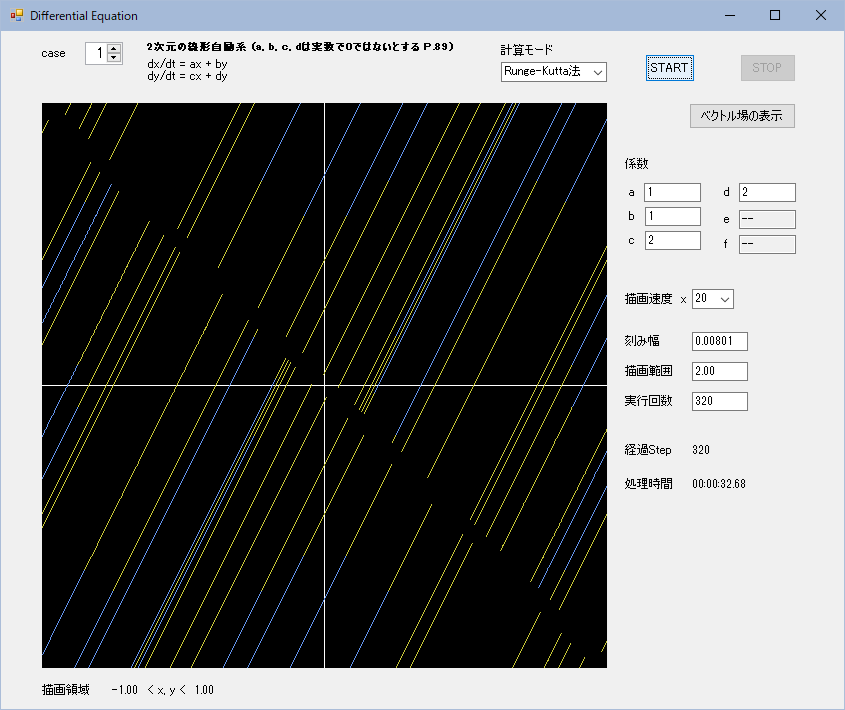 Differential Equation
case 1
2次元の線形自励系 (a, b, c, dは実数で0ではないとする P.89)
dx/dt = ax + by
dy/dt = cx + dy
計算モード
Runge-Kutta法
START
STOP
ベクトル場の表示
係数
a 1 d 2
b 1 e --
c 2 f --
描画速度 x 20
刻み幅 0.00801
描画範囲 2.00
実行回数 320
経過Step 320
処理時間 00:00:32.68
描画領域 -1.00 < x, y < 1.00